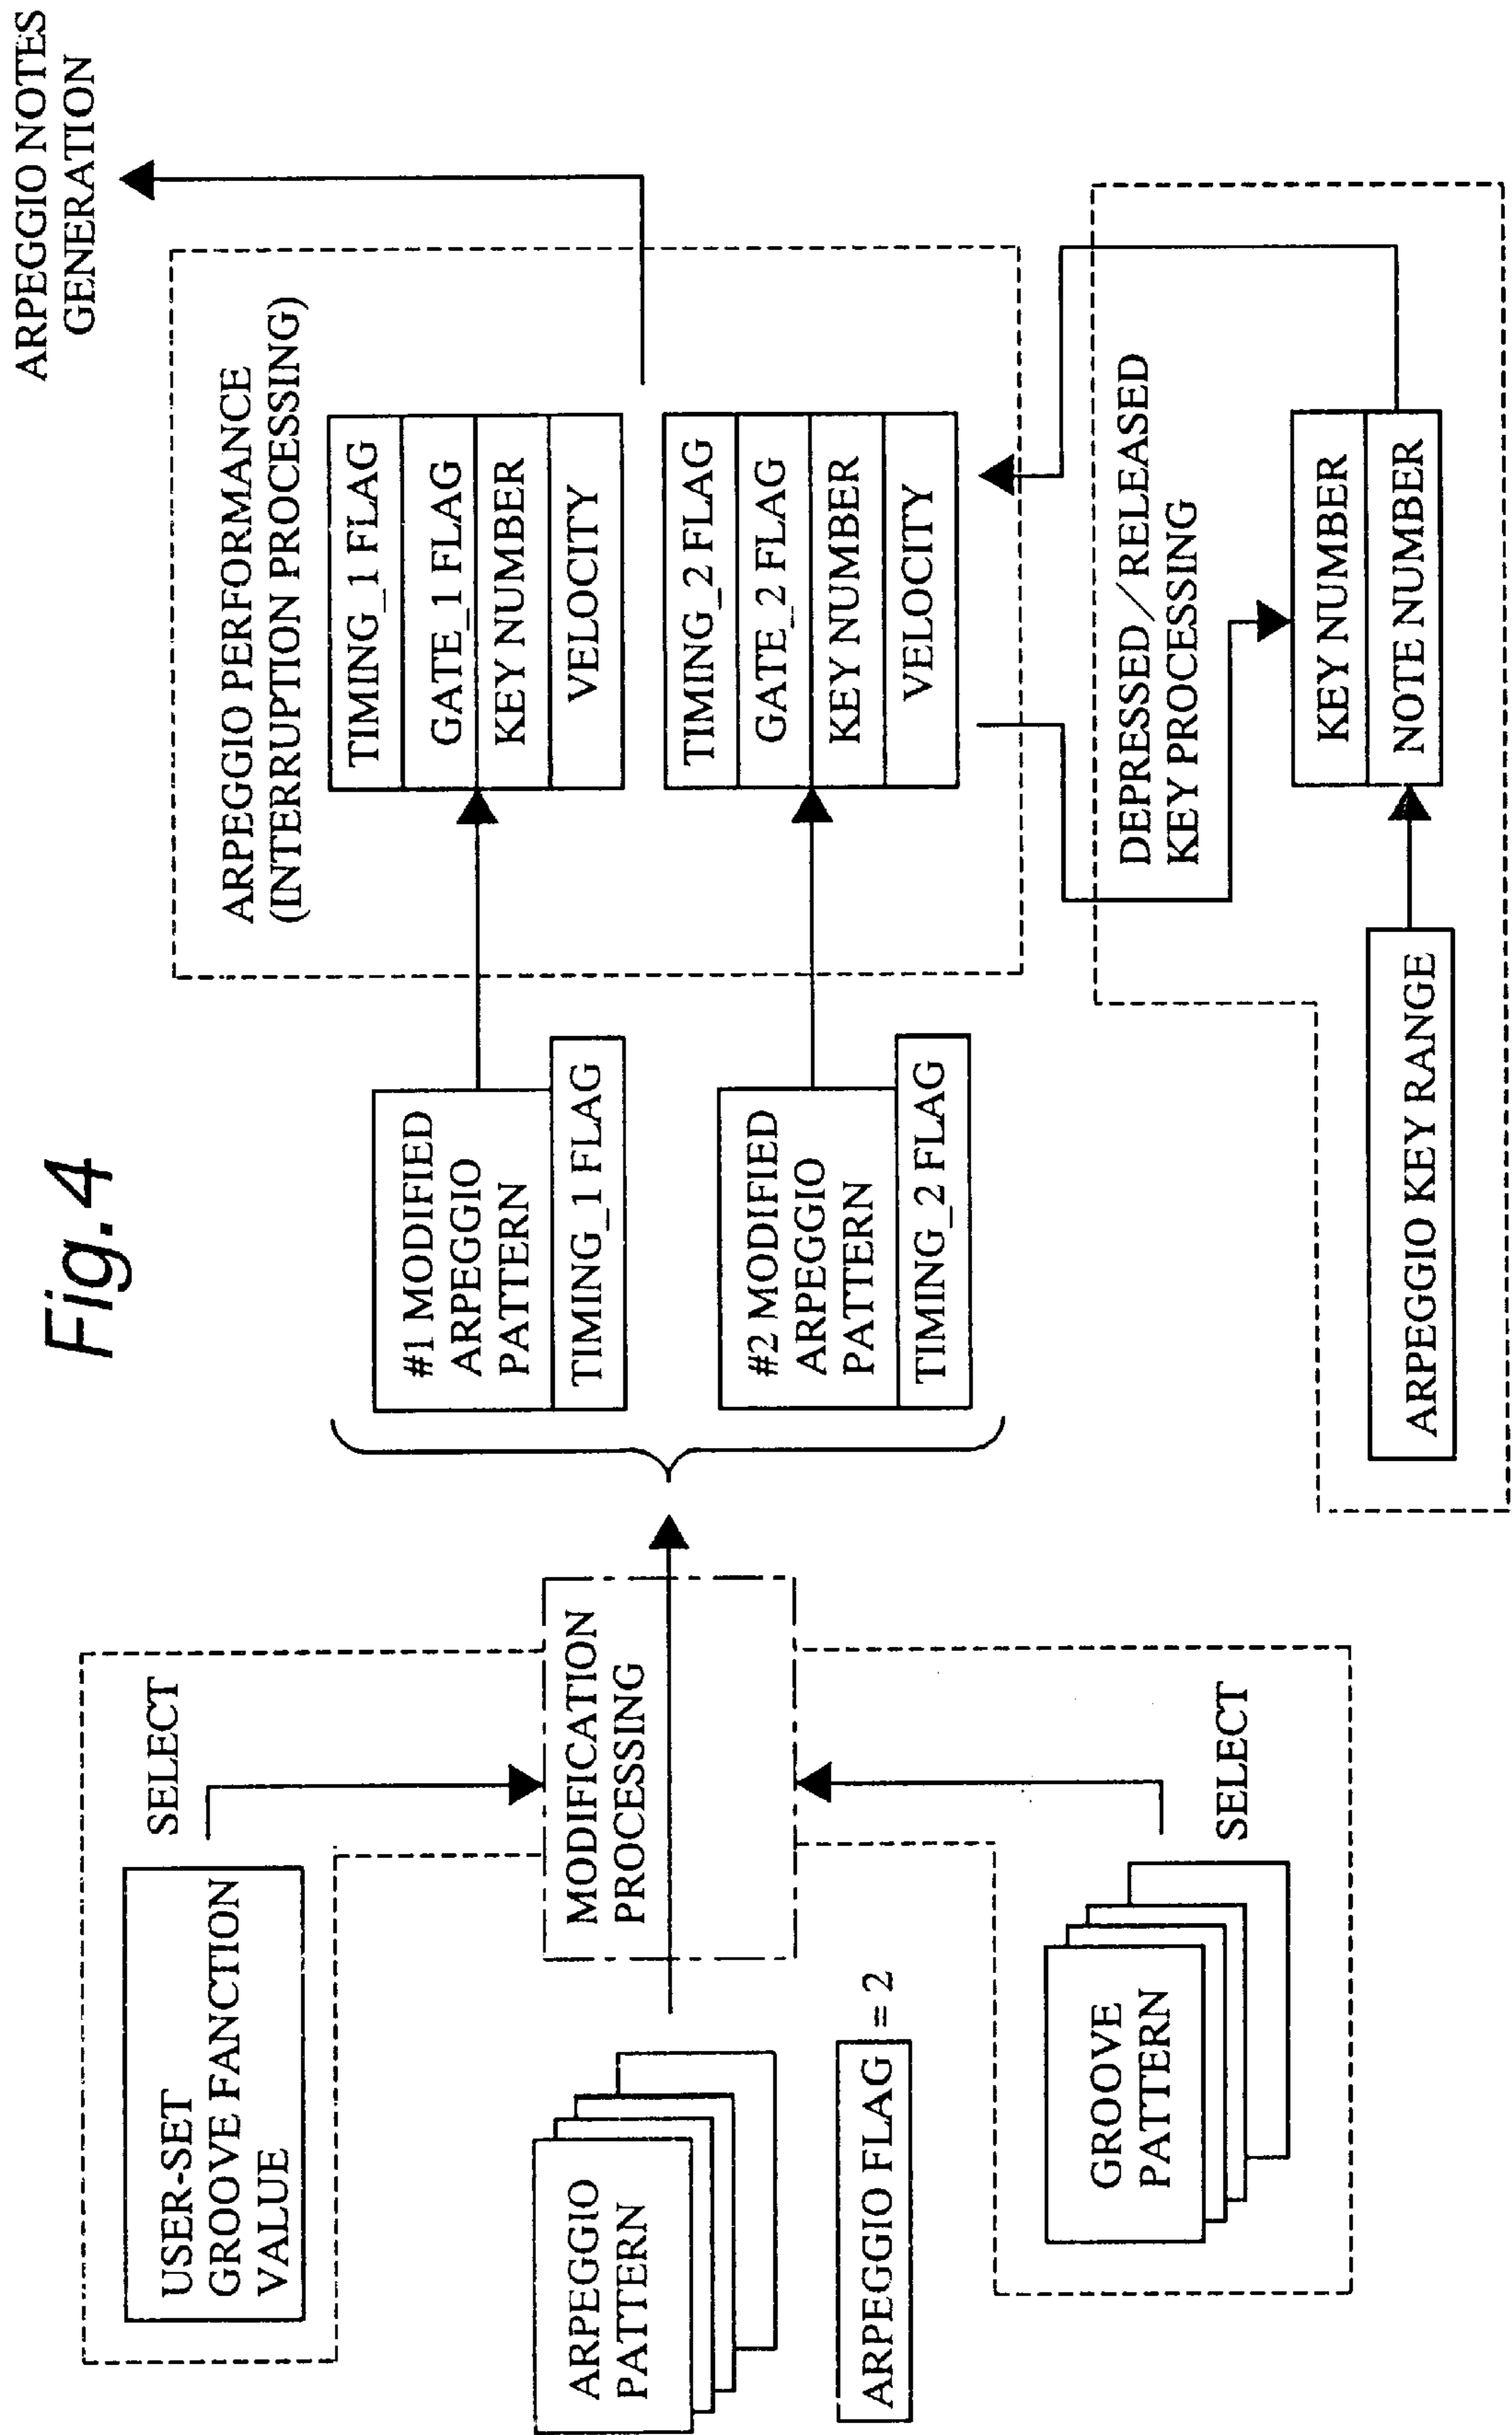 Fig.4
USER-SET
GROOVE FANCTION
VALUE
SELECT
ARPEGGIO
PATTERN
ARPEGGIO FLAG = 2
MODIFICATION
PROCESSING
GROOVE
PATTERN
SELECT
#1 MODIFIED
ARPEGGIO
PATTERN
TIMING_1 FLAG
#2 MODIFIED
ARPEGGIO
PATTERN
TIMING_2 FLAG
ARPEGGIO PERFORMANCE
(INTERRUPTION PROCESSING)
TIMING_1 FLAG
GATE_1 FLAG
KEY NUMBER
VELOCITY
TIMING_2 FLAG
GATE_2 FLAG
KEY NUMBER
VELOCITY
DEPRESSED/RELEASED
KEY PROCESSING
ARPEGGIO KEY RANGE
KEY NUMBER
NOTE NUMBER
ARPEGGIO NOTES
GENERATION